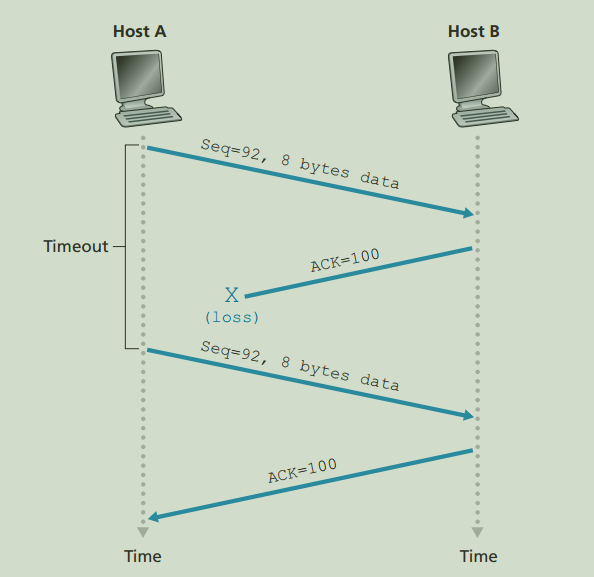 Host A
Host B
Seq=92, 8 bytes data
Timeout
ACK=100
X
(loss)
Seq=92, 8 bytes data
ACK=100
Time
Time